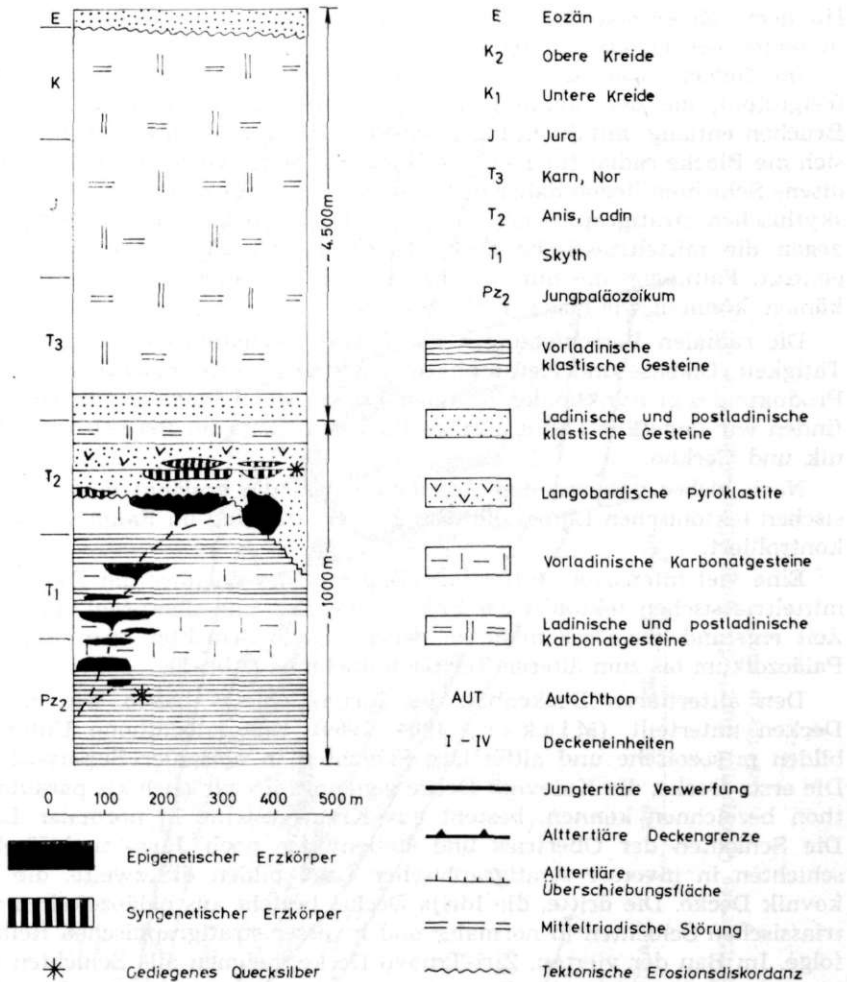 E
K
J
T3
T2
T1
Pz2
~4.500m
~1000m
0 100 200 300 400 500 m
Epigenetischer Erzkörper
Syngenetischer Erzkörper
Gediegenes Quecksilber
E Eozän
K2 Obere Kreide
K1 Untere Kreide
J Jura
T3 Karn, Nor
T2 Anis, Ladin
T1 Skyth
Pz2 Jungpaläozoikum
Vorladinische
klastische Gesteine
Ladinische und postladinische
klastische Gesteine
Langobardische Pyroklastite
Vorladinische Karbonatgesteine
Ladinische und postladinische
Karbonatgesteine
AUT Autochthon
I - IV Deckeneinheiten
Jungtertiäre Verwerfung
Alttertiäre Deckengrenze
Alttertiäre
Überschiebungsfläche
Mitteltriadische Störung
Tektonische Erosionsdiskordanz